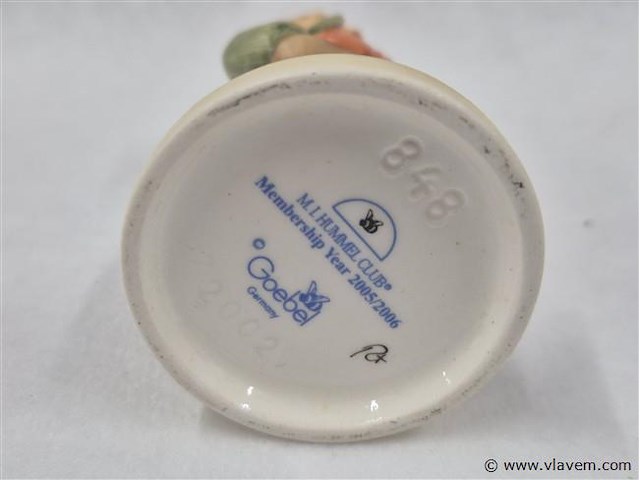 848
M. I. HUMMEL CLUB®
Membership Year 2005/2006
© Goebel
Germany
2002
© www.vlavem.com